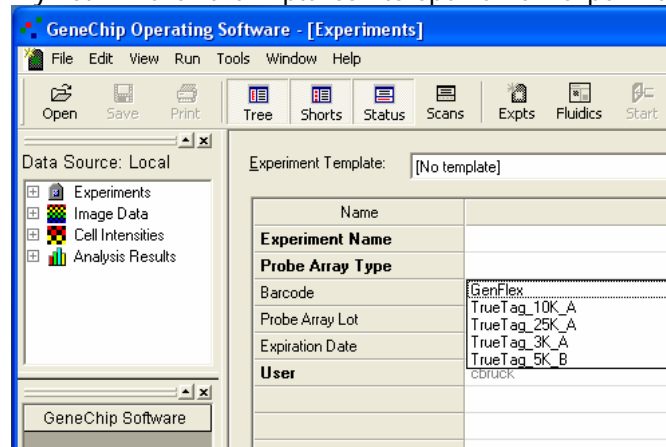 GeneChip Operating Software - [Experiments]
File Edit View Run Tools Window Help
Open Save Print Tree Shorts Status Scans Expts Fluidics Start
Data Source: Local
Experiments
Image Data
Cell Intensities
Analysis Results
GeneChip Software
Experiment Template: [No template]
Name
Experiment Name
Probe Array Type
Barcode GenFlex
TrueTag_10K_A
Probe Array Lot
TrueTag_25K_A
Expiration Date TrueTag_3K_A
TrueTag_5K_B
User cbruck